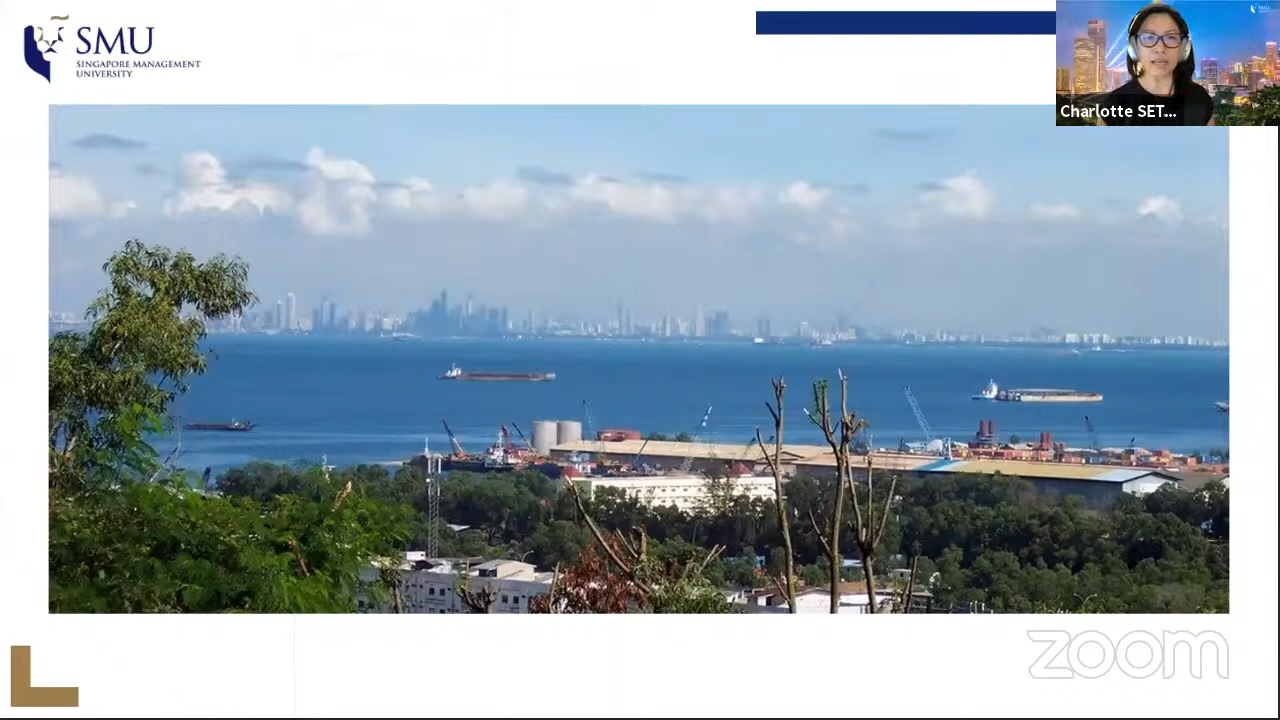 SMU
SINGAPORE MANAGEMENT
UNIVERSITY
Charlotte SET...
zoom